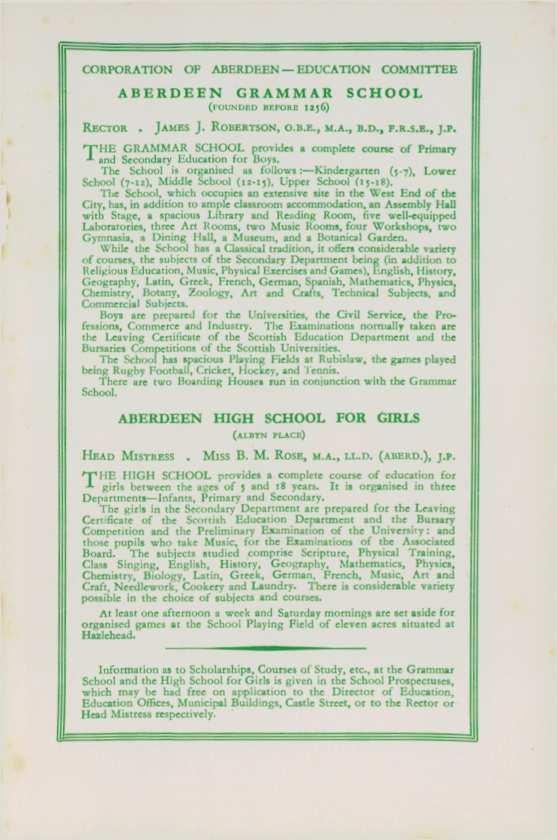 CORPORATION OF ABERDEEN—EDUCATION COMMITTEE
ABERDEEN GRAMMAR SCHOOL
(FOUNDED BEFORE 1256)
RECTOR . JAMES J. ROBERTSON, O.B.E., M.A., B.D., F.R.S.E., J.P.
THE GRAMMAR SCHOOL provides a complete course of Primary
and Secondary Education for Boys.
The School is organised as follows:—Kindergarten (5-7), Lower
School (7-12), Middle School (12-15), Upper School (15-18).
The School, which occupies an extensive site in the West End of the
City, has, in addition to ample classroom accommodation, an Assembly Hall
with Stage, a spacious Library and Reading Room, five well-equipped
Laboratories, three Art Rooms, two Music Rooms, four Workshops, two
Gymnasia, a Dining Hall, a Museum, and a Botanical Garden.
While the School has a Classical tradition, it offers considerable variety
of courses, the subjects of the Secondary Department being (in addition to
Religious Education, Music, Physical Exercises and Games), English, History,
Geography, Latin, Greek, French, German, Spanish, Mathematics, Physics,
Chemistry, Botany, Zoology, Art and Crafts, Technical Subjects, and
Commercial Subjects.
Boys are prepared for the Universities, the Civil Service, the Pro-
fessions, Commerce and Industry. The Examinations normally taken are
the Leaving Certificate of the Scottish Education Department and the
Bursaries Competitions of the Scottish Universities.
The School has spacious Playing Fields at Rubislaw, the games played
being Rugby Football, Cricket, Hockey, and Tennis.
There are two Boarding Houses run in conjunction with the Grammar
School.
ABERDEEN HIGH SCHOOL FOR GIRLS
(ALBYN PLACE)
HEAD MISTRESS . MISS B. M. ROSE, M.A., LL.D. (ABERD.), J.P.
THE HIGH SCHOOL provides a complete course of education for
girls between the ages of 5 and 18 years. It is organised in three
Departments—Infants, Primary and Secondary.
The girls in the Secondary Department are prepared for the Leaving
Certificate of the Scottish Education Department and the Bursary
Competition and the Preliminary Examination of the University: and
those pupils who take Music, for the Examinations of the Associated
Board. The subjects studied comprise Scripture, Physical Training,
Class Singing, English, History, Geography, Mathematics, Physics,
Chemistry, Biology, Latin, Greek, German, French, Music, Art and
Craft, Needlework, Cookery and Laundry. There is considerable variety
possible in the choice of subjects and courses.
At least one afternoon a week and Saturday mornings are set aside for
organised games at the School Playing Field of eleven acres situated at
Hazlehead.
Information as to Scholarships, Courses of Study, etc., at the Grammar
School and the High School for Girls is given in the School Prospectuses,
which may be had free on application to the Director of Education,
Education Offices, Municipal Buildings, Castle Street, or to the Rector or
Head Mistress respectively.